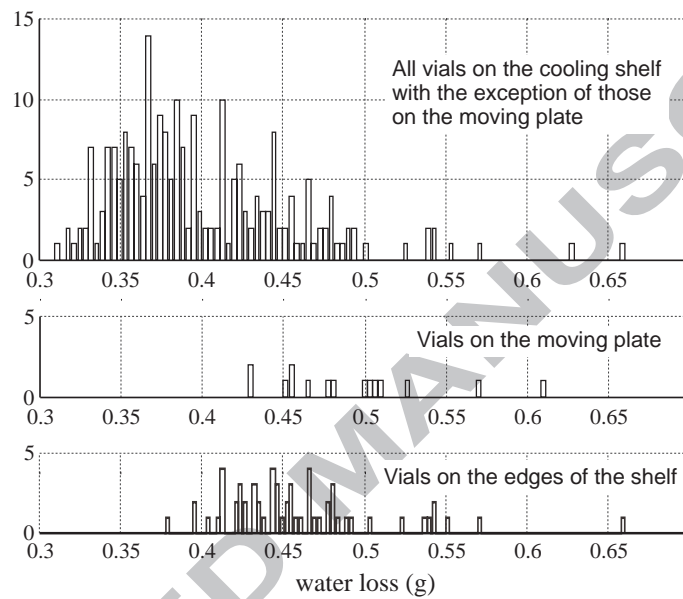 15
10
5
0
All vials on the cooling shelf
with the exception of those
on the moving plate
0.3 0.35 0.4 0.45 0.5 0.55 0.6 0.65
5
0
Vials on the moving plate
0.3 0.35 0.4 0.45 0.5 0.55 0.6 0.65
5
0
Vials on the edges of the shelf
0.3 0.35 0.4 0.45 0.5 0.55 0.6 0.65
water loss (g)
D MANUSC